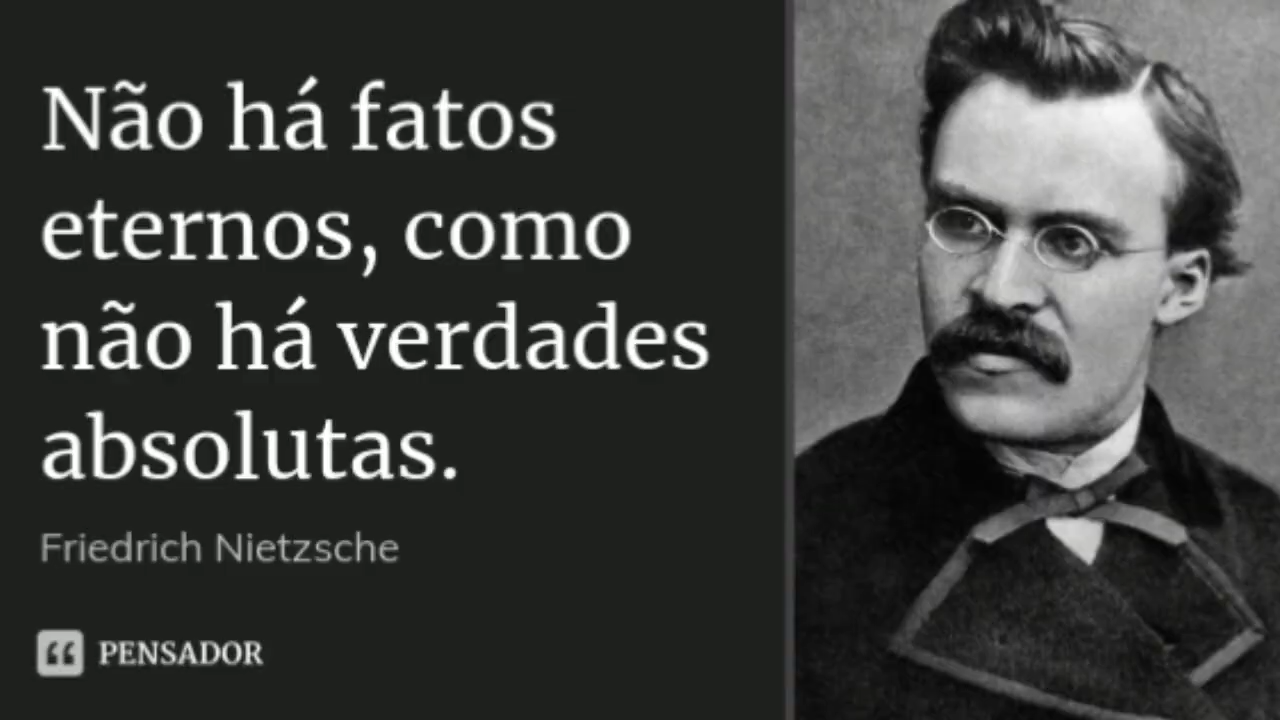 Não há fatos
eternos, como
não há verdades
absolutas.
Friedrich Nietzsche
PENSADOR